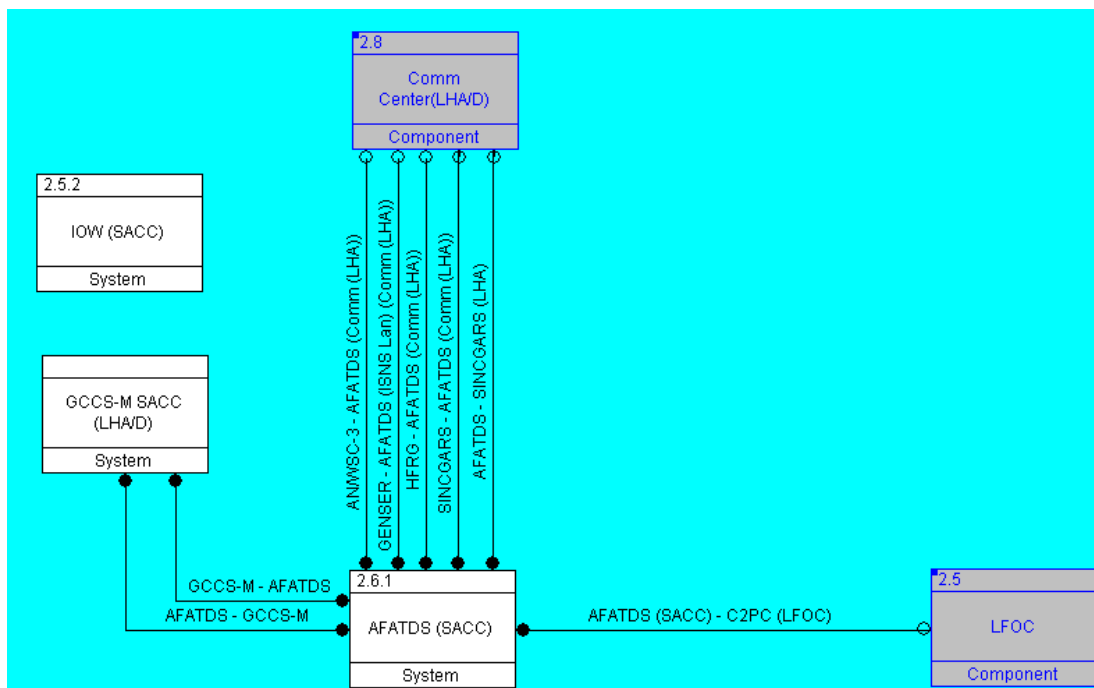 2.8
Comm
Center(LHA/D)
Component
2.5.2
IOW (SACC)
System
GCCS-M SACC
(LHA/D)
System
AN/WSC-3 - AFATDS (Comm (LHA))
GENSER - AFATDS (ISNS Lan) (Comm (LHA))
HFRG - AFATDS (Comm (LHA))
SINCGARS - AFATDS (Comm (LHA))
AFATDS - SINCGARS (LHA)
GCCS-M - AFATDS
AFATDS - GCCS-M
2.6.1
AFATDS (SACC)
System
AFATDS (SACC) - C2PC (LFOC)
2.5
LFOC
Component